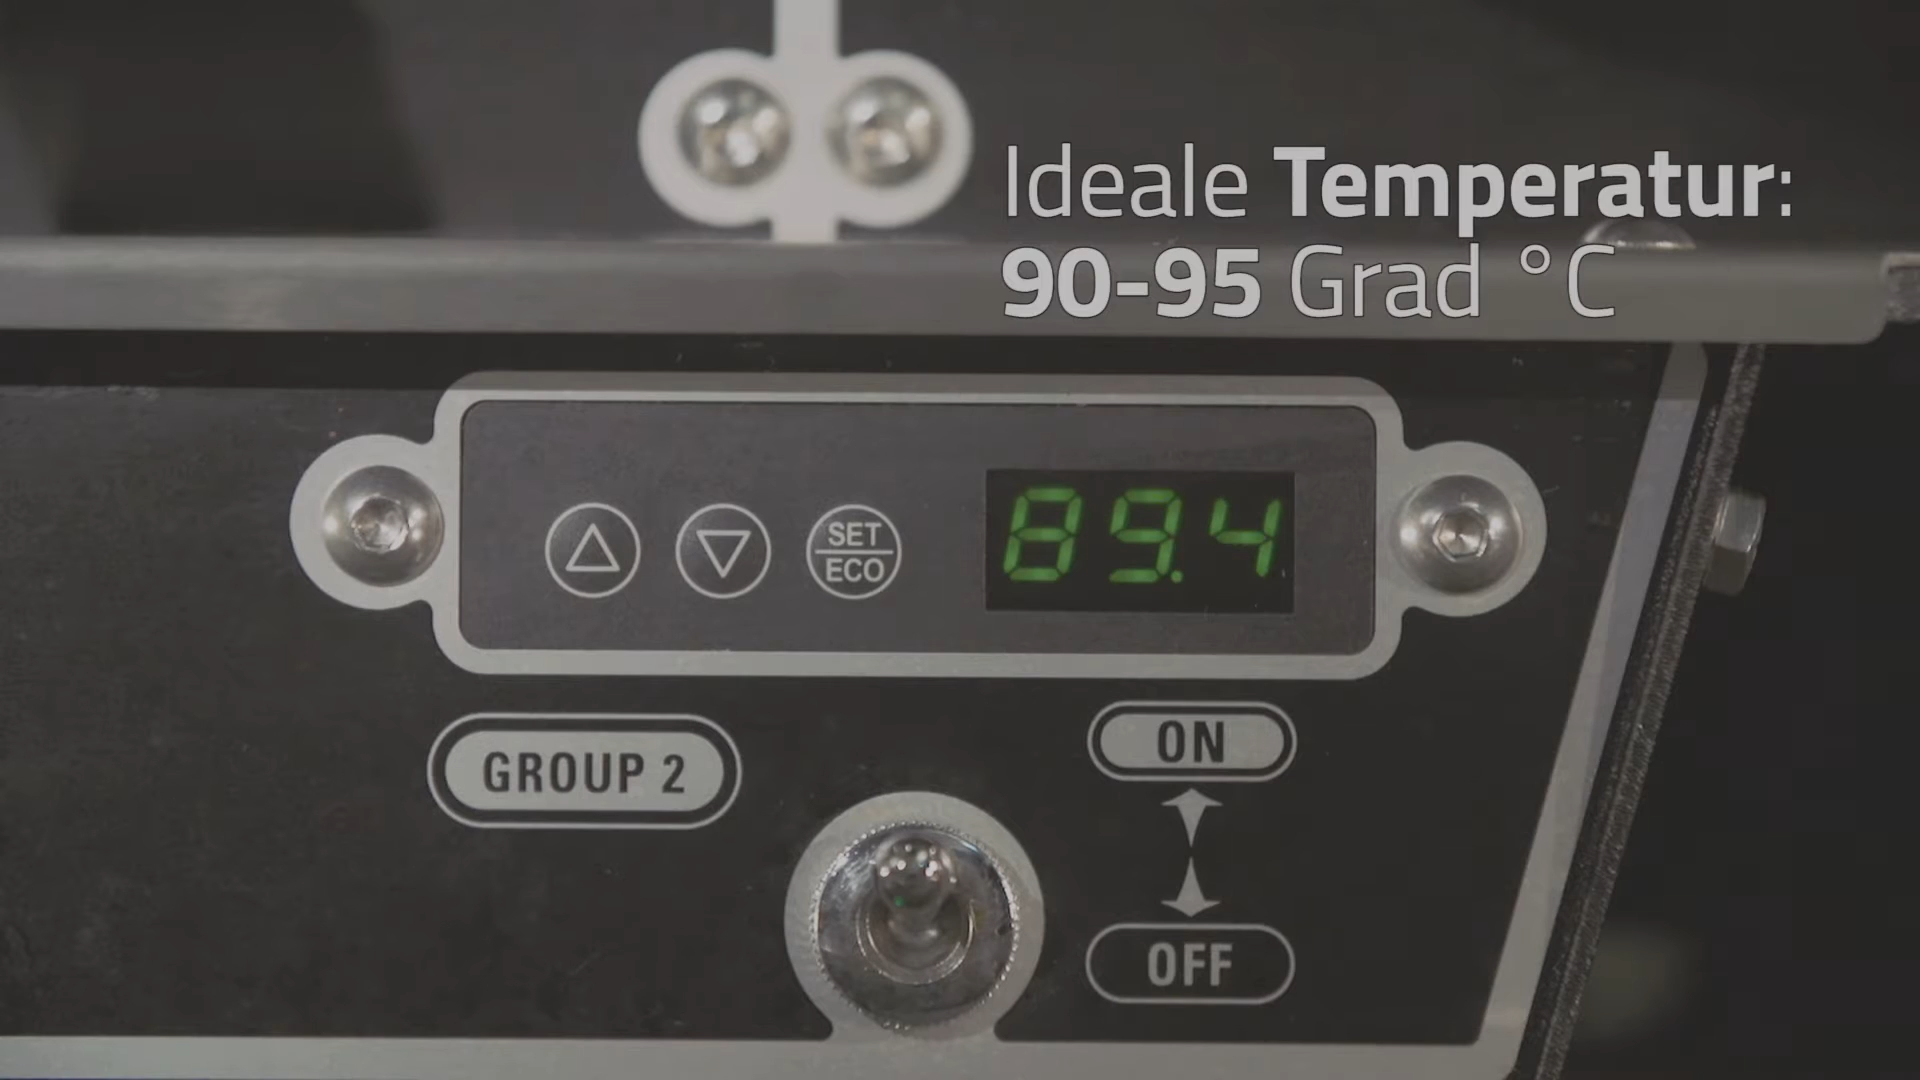 Ideale Temperatur:
90-95 Grad °C
SET
ECO
89.4
GROUP 2
ON
OFF